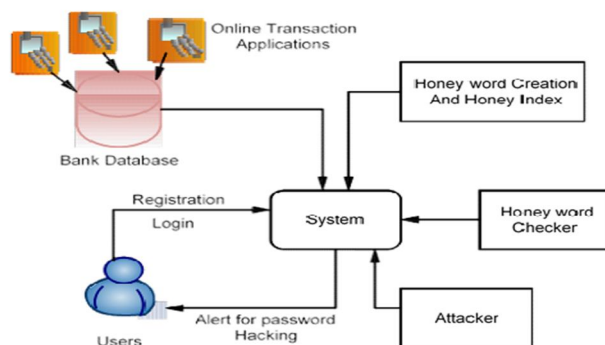 Online Transaction
Applications
Honey word Creation
And Honey Index
Bank Database
Registration
Login
System
Honey word
Checker
Alert for password
Hacking
Attacker
Users